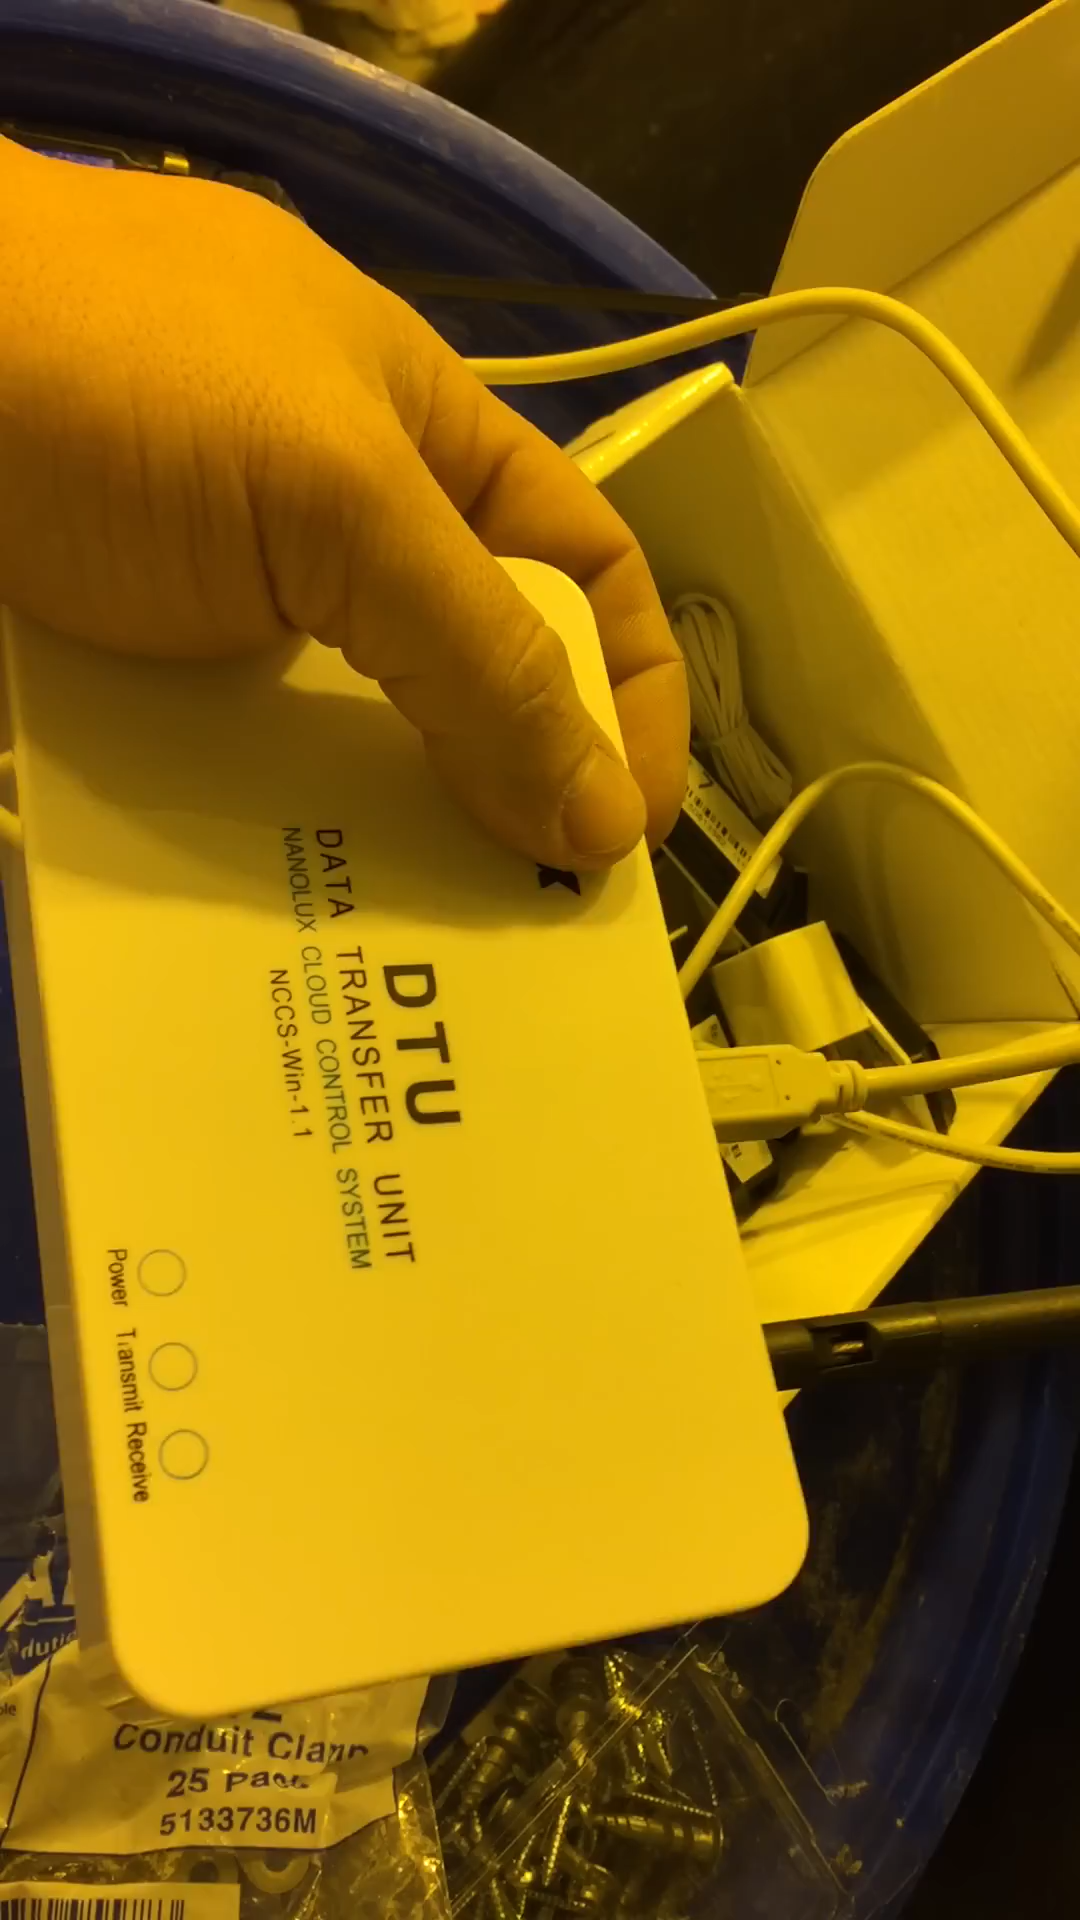 DTU
DATA TRANSFER UNIT
NANOLUX CLOUD CONTROL SYSTEM
NCCS-Win-1.1
Power Transmit Receive
Conduit Clamp
25 Pack
5133736M